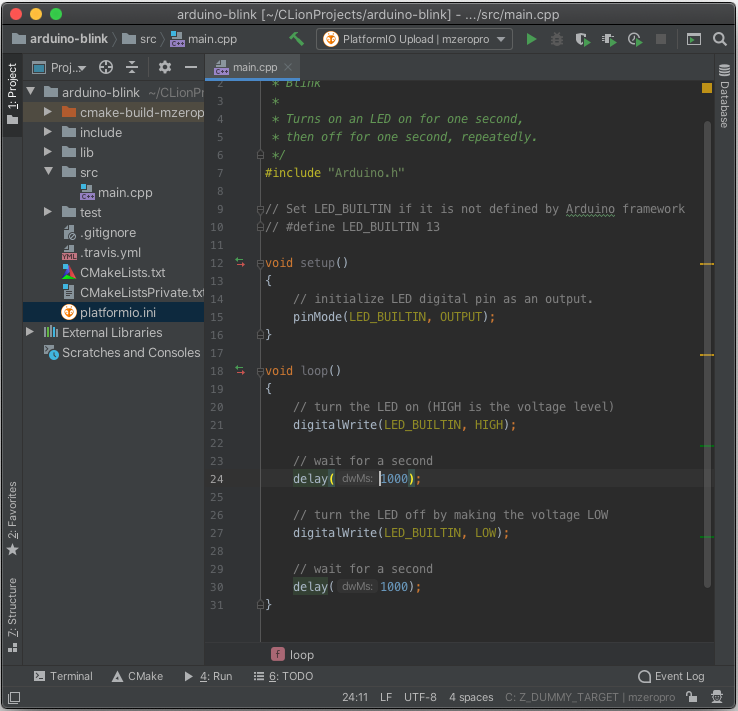 arduino-blink [~/CLionProjects/arduino-blink] - .../src/main.cpp
arduino-blink src main.cpp PlatformIO Upload | mzeropro
1: Project
Proj..
arduino-blink ~/CLionP
cmake-build-mzerop
include
lib
src
main.cpp
test
.gitignore
.travis.yml
CMakeLists.txt
CMakeListsPrivate.txt
platformio.ini
External Libraries
Scratches and Consoles
2: Favorites
7: Structure
main.cpp
2 * Blink
3 *
4 * Turns on an LED on for one second,
5 * then off for one second, repeatedly.
6 */
7 #include "Arduino.h"
8
9 // Set LED_BUILTIN if it is not defined by Arduino framework
10 // #define LED_BUILTIN 13
11
12 void setup()
13 {
14 // initialize LED digital pin as an output.
15 pinMode(LED_BUILTIN, OUTPUT);
16 }
17
18 void loop()
19 {
20 // turn the LED on (HIGH is the voltage level)
21 digitalWrite(LED_BUILTIN, HIGH);
22
23 // wait for a second
24 delay( dwMs: 1000);
25
26 // turn the LED off by making the voltage LOW
27 digitalWrite(LED_BUILTIN, LOW);
28
29 // wait for a second
30 delay( dwMs: 1000);
31 }
f loop
Database
Terminal CMake 4: Run 6: TODO Event Log
24:11 LF UTF-8 4 spaces C: Z_DUMMY_TARGET | mzeropro